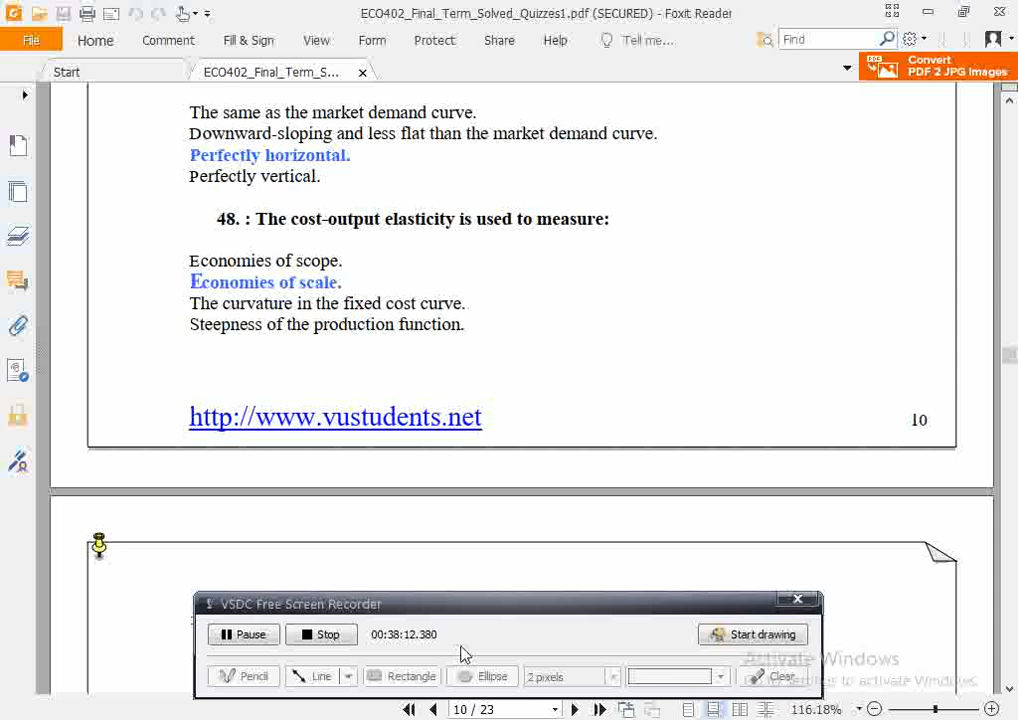 ECO402_Final_Term_Solved_Quizzes1.pdf (SECURED) - Foxit Reader
File Home Comment Fill & Sign View Form Protect Share Help Tell me... Find
Start ECO402_Final_Term_S... Convert
PDF 2 JPG Images
The same as the market demand curve.
Downward-sloping and less flat than the market demand curve.
Perfectly horizontal.
Perfectly vertical.
48. : The cost-output elasticity is used to measure:
Economies of scope.
Economies of scale.
The curvature in the fixed cost curve.
Steepness of the production function.
http://www.vustudents.net 10
VSDC Free Screen Recorder
Pause Stop 00:38:12.380 Start drawing
Activate Windows
Pencil Line Rectangle Ellipse 2 pixels Clear
to activate Windows.
10 / 23 116.18%